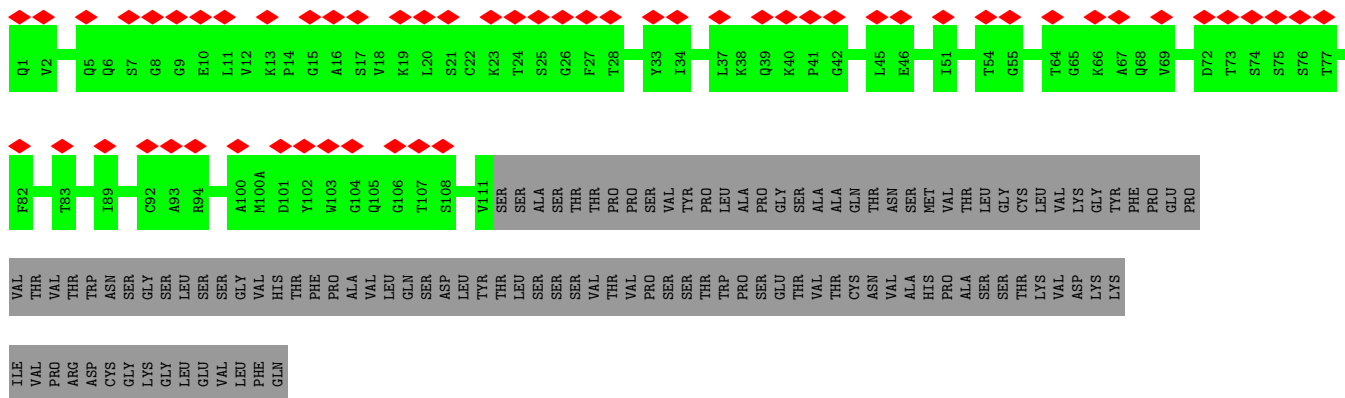 Q1 V2 Q5 Q6 S7 G8 G9 E10 L11 V12 K13 P14 G15 A16 S17 V18 K19 L20 S21 C22 K23 T24 S25 G26 F27 T28 Y33 I34 L37 K38 Q39 K40 P41 G42 L45 E46 I51 T54 G55 T64 G65 K66 A67 Q68 V69 D72 T73 S74 S75 S76 T77
F82 T83 I89 C92 A93 R94 A100 M100A D101 Y102 W103 G104 Q105 G106 T107 S108 V111 SER SER ALA SER THR THR PRO PRO SER VAL TYR PRO LEU ALA PRO GLY SER ALA ALA GLN THR ASN SER MET VAL THR LEU GLY CYS LEU VAL LYS GLY TYR PHE PRO GLU PRO
VAL THR VAL THR TRP ASN SER GLY SER LEU SER SER GLY VAL HIS THR PHE PRO ALA VAL LEU GLN SER ASP LEU TYR THR LEU SER SER SER VAL THR VAL PRO SER SER THR TRP PRO SER GLU THR VAL THR CYS ASN VAL ALA HIS PRO ALA SER SER THR LYS VAL ASP LYS LYS
ILE VAL PRO ARG ASP CYS GLY LYS GLY LEU GLU VAL LEU PHE GLN